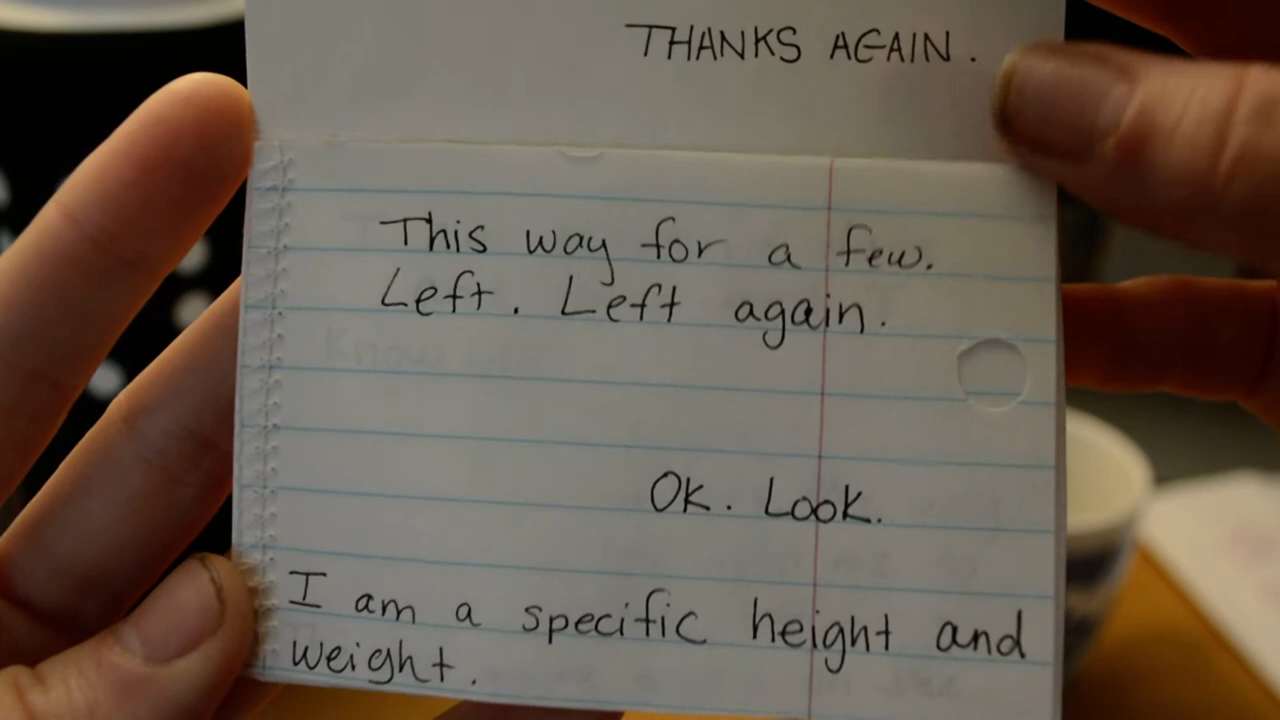 THANKS AGAIN.
This way for a few.
Left. Left again.
OK. Look.
I am a specific height and
weight.